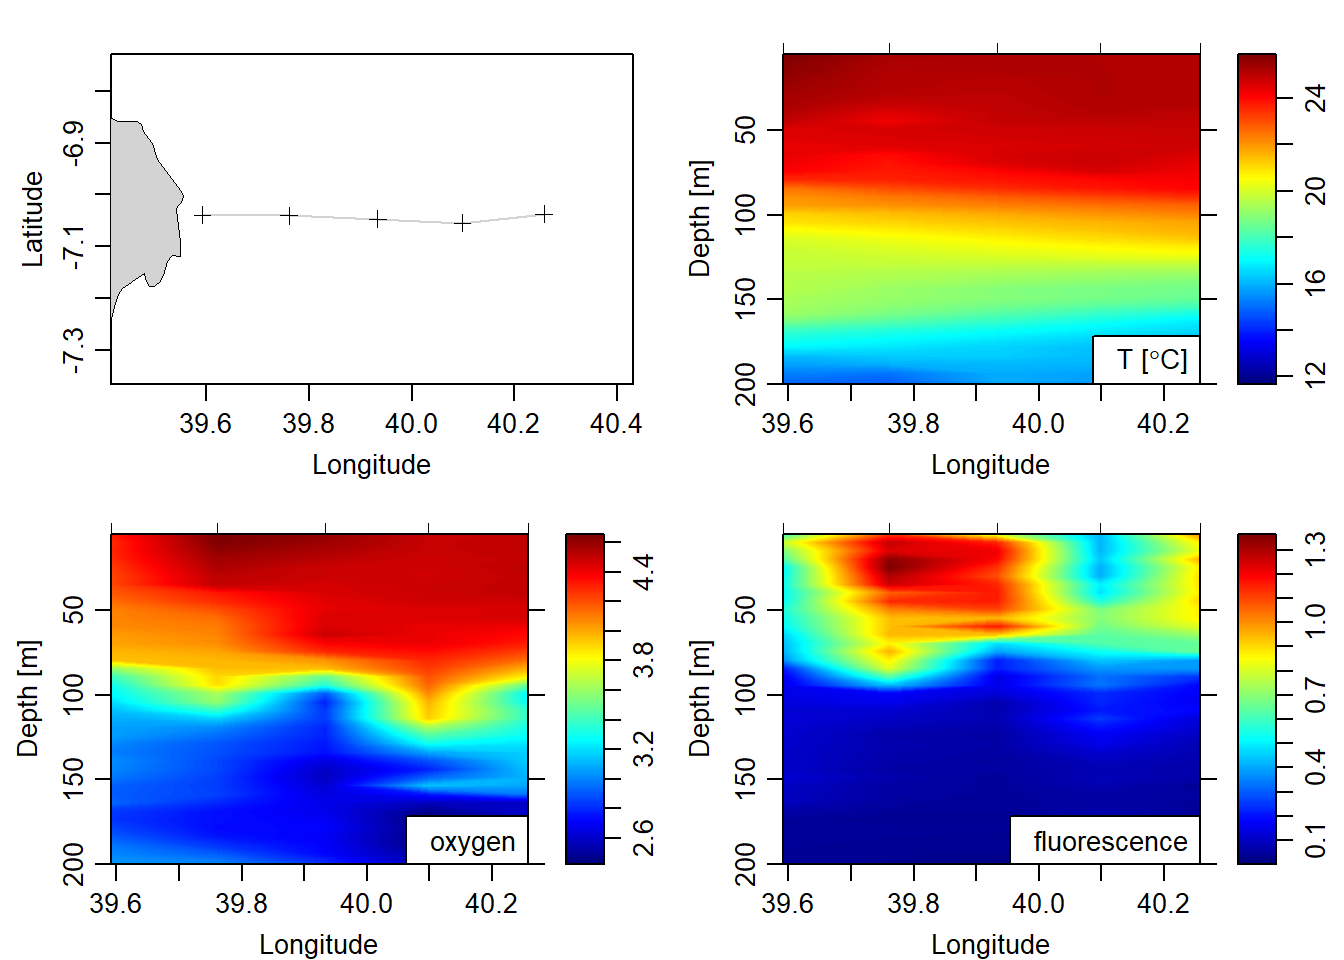 Latitude
-6.9
-7.1
-7.3
39.6 39.8 40.0 40.2 40.4
Longitude
Depth [m]
50
100
150
200
T [°C]
39.6 39.8 40.0 40.2
Longitude
24
20
16
12
Depth [m]
50
100
150
200
oxygen
39.6 39.8 40.0 40.2
Longitude
4.4
3.8
3.2
2.6
Depth [m]
50
100
150
200
fluorescence
39.6 39.8 40.0 40.2
Longitude
1.3
1.0
0.7
0.4
0.1